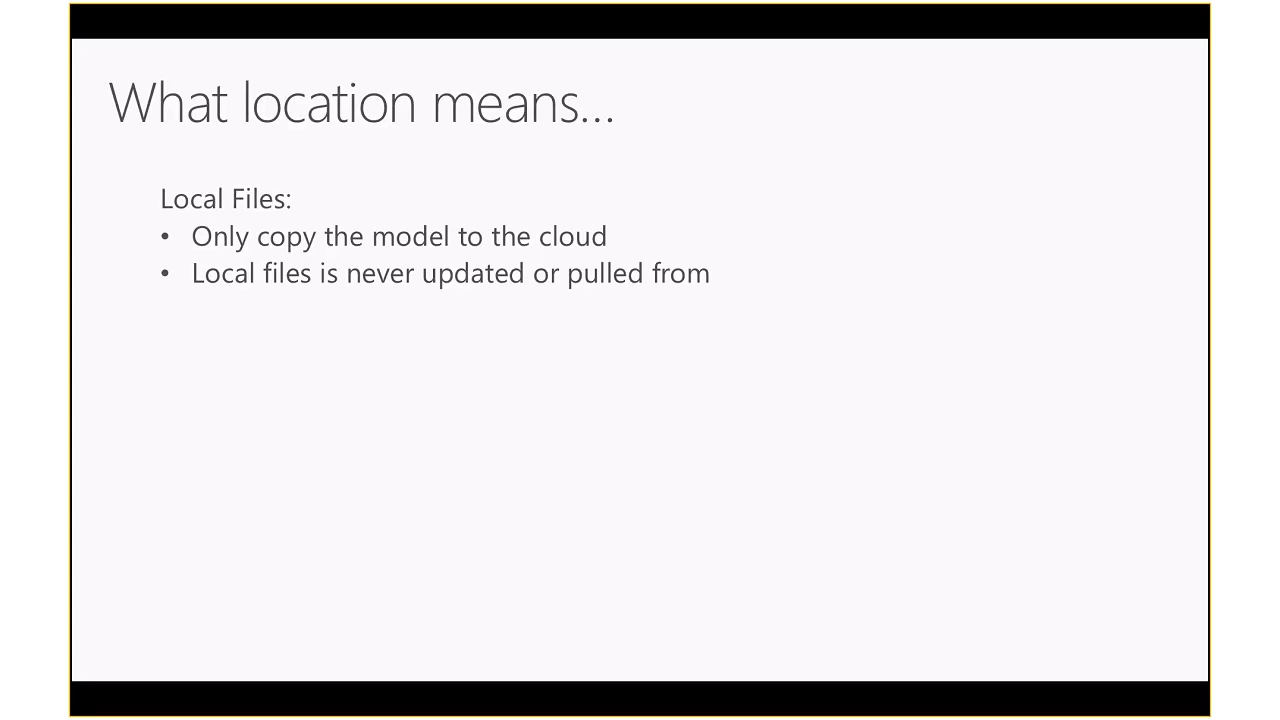 What location means...
Local Files:
• Only copy the model to the cloud
• Local files is never updated or pulled from